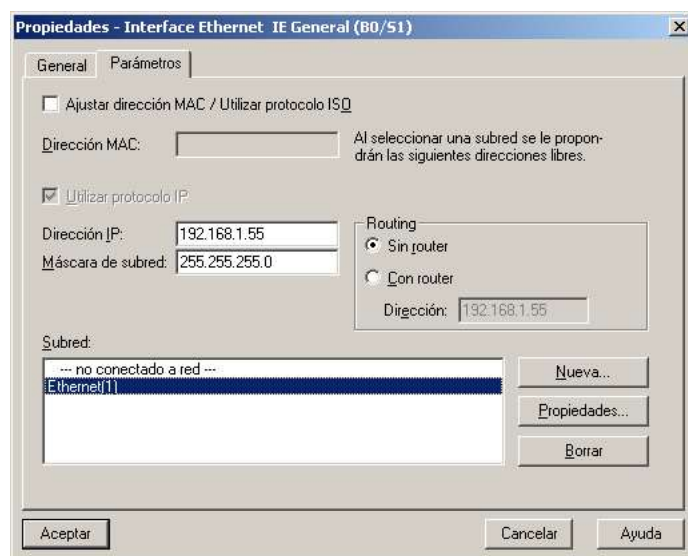 Propiedades - Interface Ethernet IE General (B0/S1)
General Parámetros
Ajustar dirección MAC / Utilizar protocolo ISO
Dirección MAC:
Al seleccionar una subred se le propon-
drán las siguientes direcciones libres.
Utilizar protocolo IP
Dirección IP: 192.168.1.55
Máscara de subred: 255.255.255.0
Routing
Sin router
Con router
Dirección: 192.168.1.55
Subred:
--- no conectado a red ---
Ethernet(1)
Nueva...
Propiedades...
Borrar
Aceptar Cancelar Ayuda